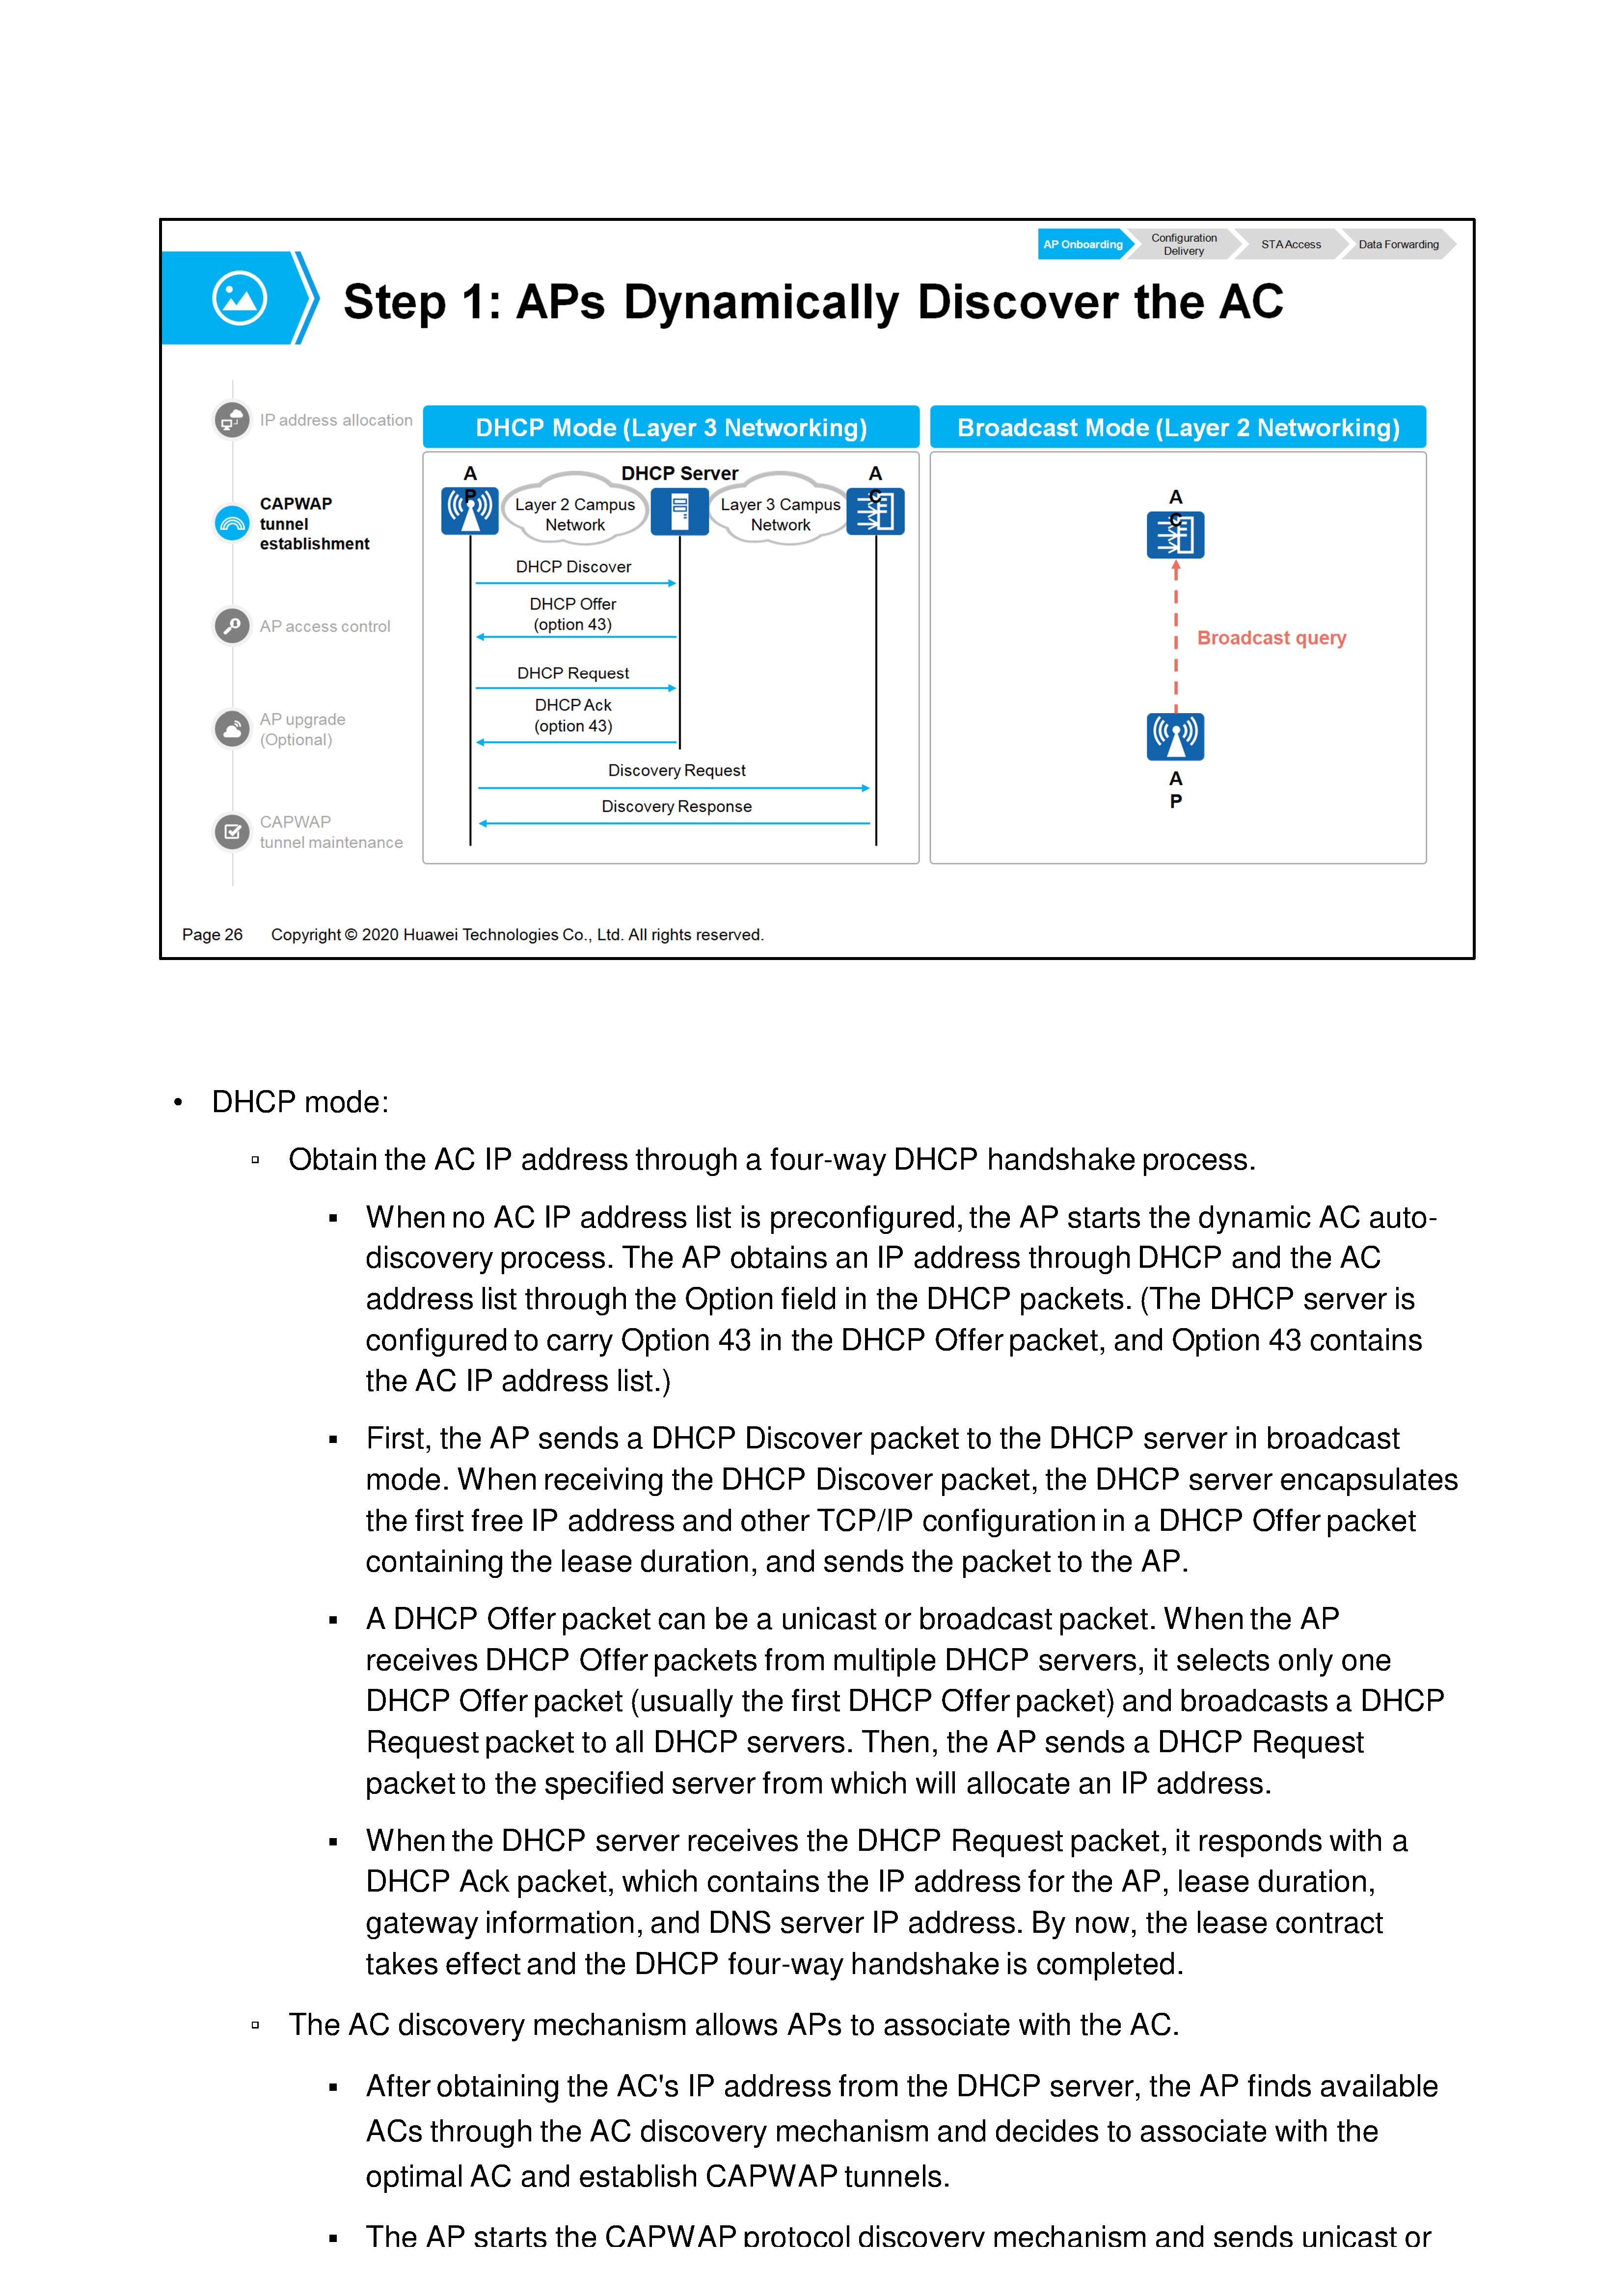 AP Onboarding
Configuration
Delivery
STA Access
Data Forwarding
Step 1: APs Dynamically Discover the AC
IP address allocation
CAPWAP
tunnel
establishment
AP access control
AP upgrade
(Optional)
CAPWAP
tunnel maintenance
DHCP Mode (Layer 3 Networking)
A
P
Layer 2 Campus
Network
DHCP Server
Layer 3 Campus
Network
A
C
DHCP Discover
DHCP Offer
(option 43)
DHCP Request
DHCP Ack
(option 43)
Discovery Request
Discovery Response
Broadcast Mode (Layer 2 Networking)
A
C
Broadcast query
A
P
Page 26 Copyright © 2020 Huawei Technologies Co., Ltd. All rights reserved.
• DHCP mode:
▫ Obtain the AC IP address through a four-way DHCP handshake process.
▪ When no AC IP address list is preconfigured, the AP starts the dynamic AC auto-
discovery process. The AP obtains an IP address through DHCP and the AC
address list through the Option field in the DHCP packets. (The DHCP server is
configured to carry Option 43 in the DHCP Offer packet, and Option 43 contains
the AC IP address list.)
▪ First, the AP sends a DHCP Discover packet to the DHCP server in broadcast
mode. When receiving the DHCP Discover packet, the DHCP server encapsulates
the first free IP address and other TCP/IP configuration in a DHCP Offer packet
containing the lease duration, and sends the packet to the AP.
▪ A DHCP Offer packet can be a unicast or broadcast packet. When the AP
receives DHCP Offer packets from multiple DHCP servers, it selects only one
DHCP Offer packet (usually the first DHCP Offer packet) and broadcasts a DHCP
Request packet to all DHCP servers. Then, the AP sends a DHCP Request
packet to the specified server from which will allocate an IP address.
▪ When the DHCP server receives the DHCP Request packet, it responds with a
DHCP Ack packet, which contains the IP address for the AP, lease duration,
gateway information, and DNS server IP address. By now, the lease contract
takes effect and the DHCP four-way handshake is completed.
▫ The AC discovery mechanism allows APs to associate with the AC.
▪ After obtaining the AC's IP address from the DHCP server, the AP finds available
ACs through the AC discovery mechanism and decides to associate with the
optimal AC and establish CAPWAP tunnels.
▪ The AP starts the CAPWAP protocol discovery mechanism and sends unicast or